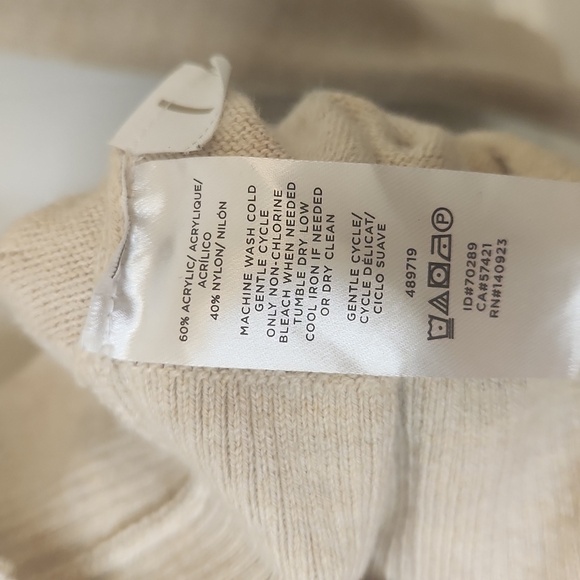 60% ACRYLIC/ ACRYLIQUE/
ACRÍLICO
40% NYLON/ NILÓN
MACHINE WASH COLD
GENTLE CYCLE
ONLY NON-CHLORINE
BLEACH WHEN NEEDED
TUMBLE DRY LOW
COOL IRON IF NEEDED
OR DRY CLEAN
GENTLE CYCLE/
CYCLE DÉLICAT/
CICLO SUAVE
489719
P
ID#70289
CA#57421
RN#140923